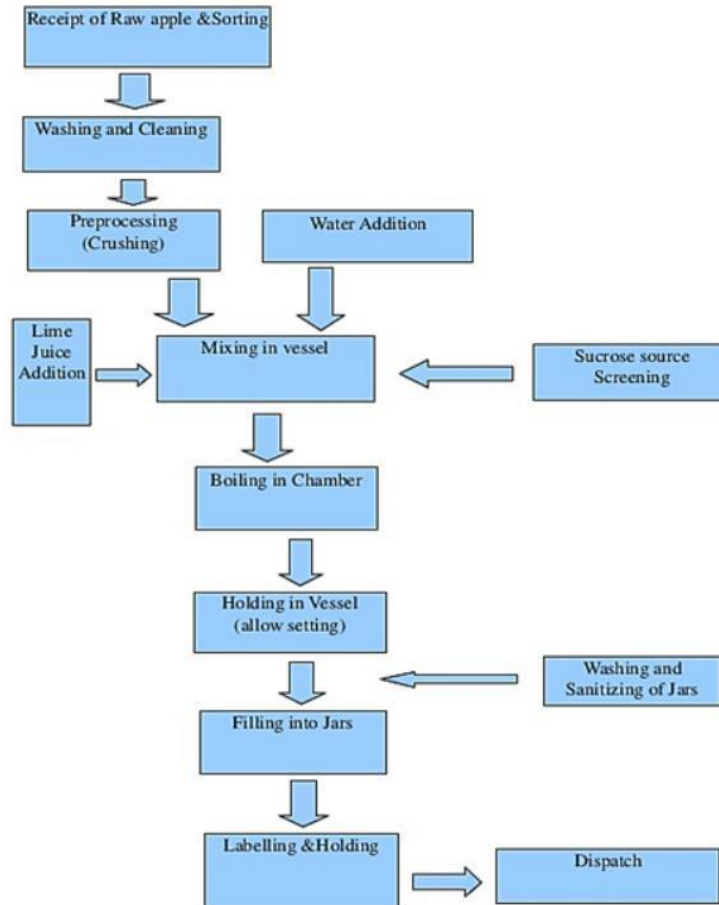 Receipt of Raw apple &Sorting
Washing and Cleaning
Preprocessing
(Crushing)
Water Addition
Lime
Juice
Addition
Mixing in vessel
Sucrose source
Screening
Boiling in Chamber
Holding in Vessel
(allow setting)
Washing and
Sanitizing of Jars
Filling into Jars
Labelling &Holding
Dispatch